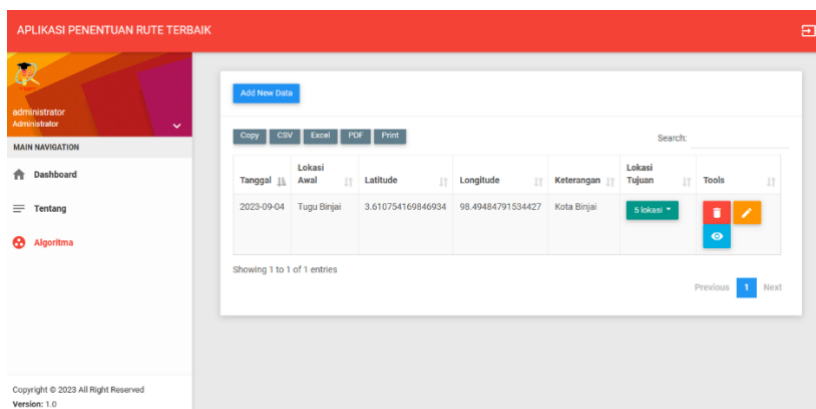 APLIKASI PENENTUAN RUTE TERBAIK
administrator
Administrator
MAIN NAVIGATION
Dashboard
Tentang
Algoritma
Copyright © 2023 All Right Reserved
Version: 1.0
Add New Data
Copy CSV Excel PDF Print
Search:
Tanggal Lokasi Awal Latitude Longitude Keterangan Lokasi Tujuan Tools
2023-09-04 Tugu Binjai 3.610754169846934 98.49484791534427 Kota Binjai 5 lokasi
Showing 1 to 1 of 1 entries
Previous 1 Next